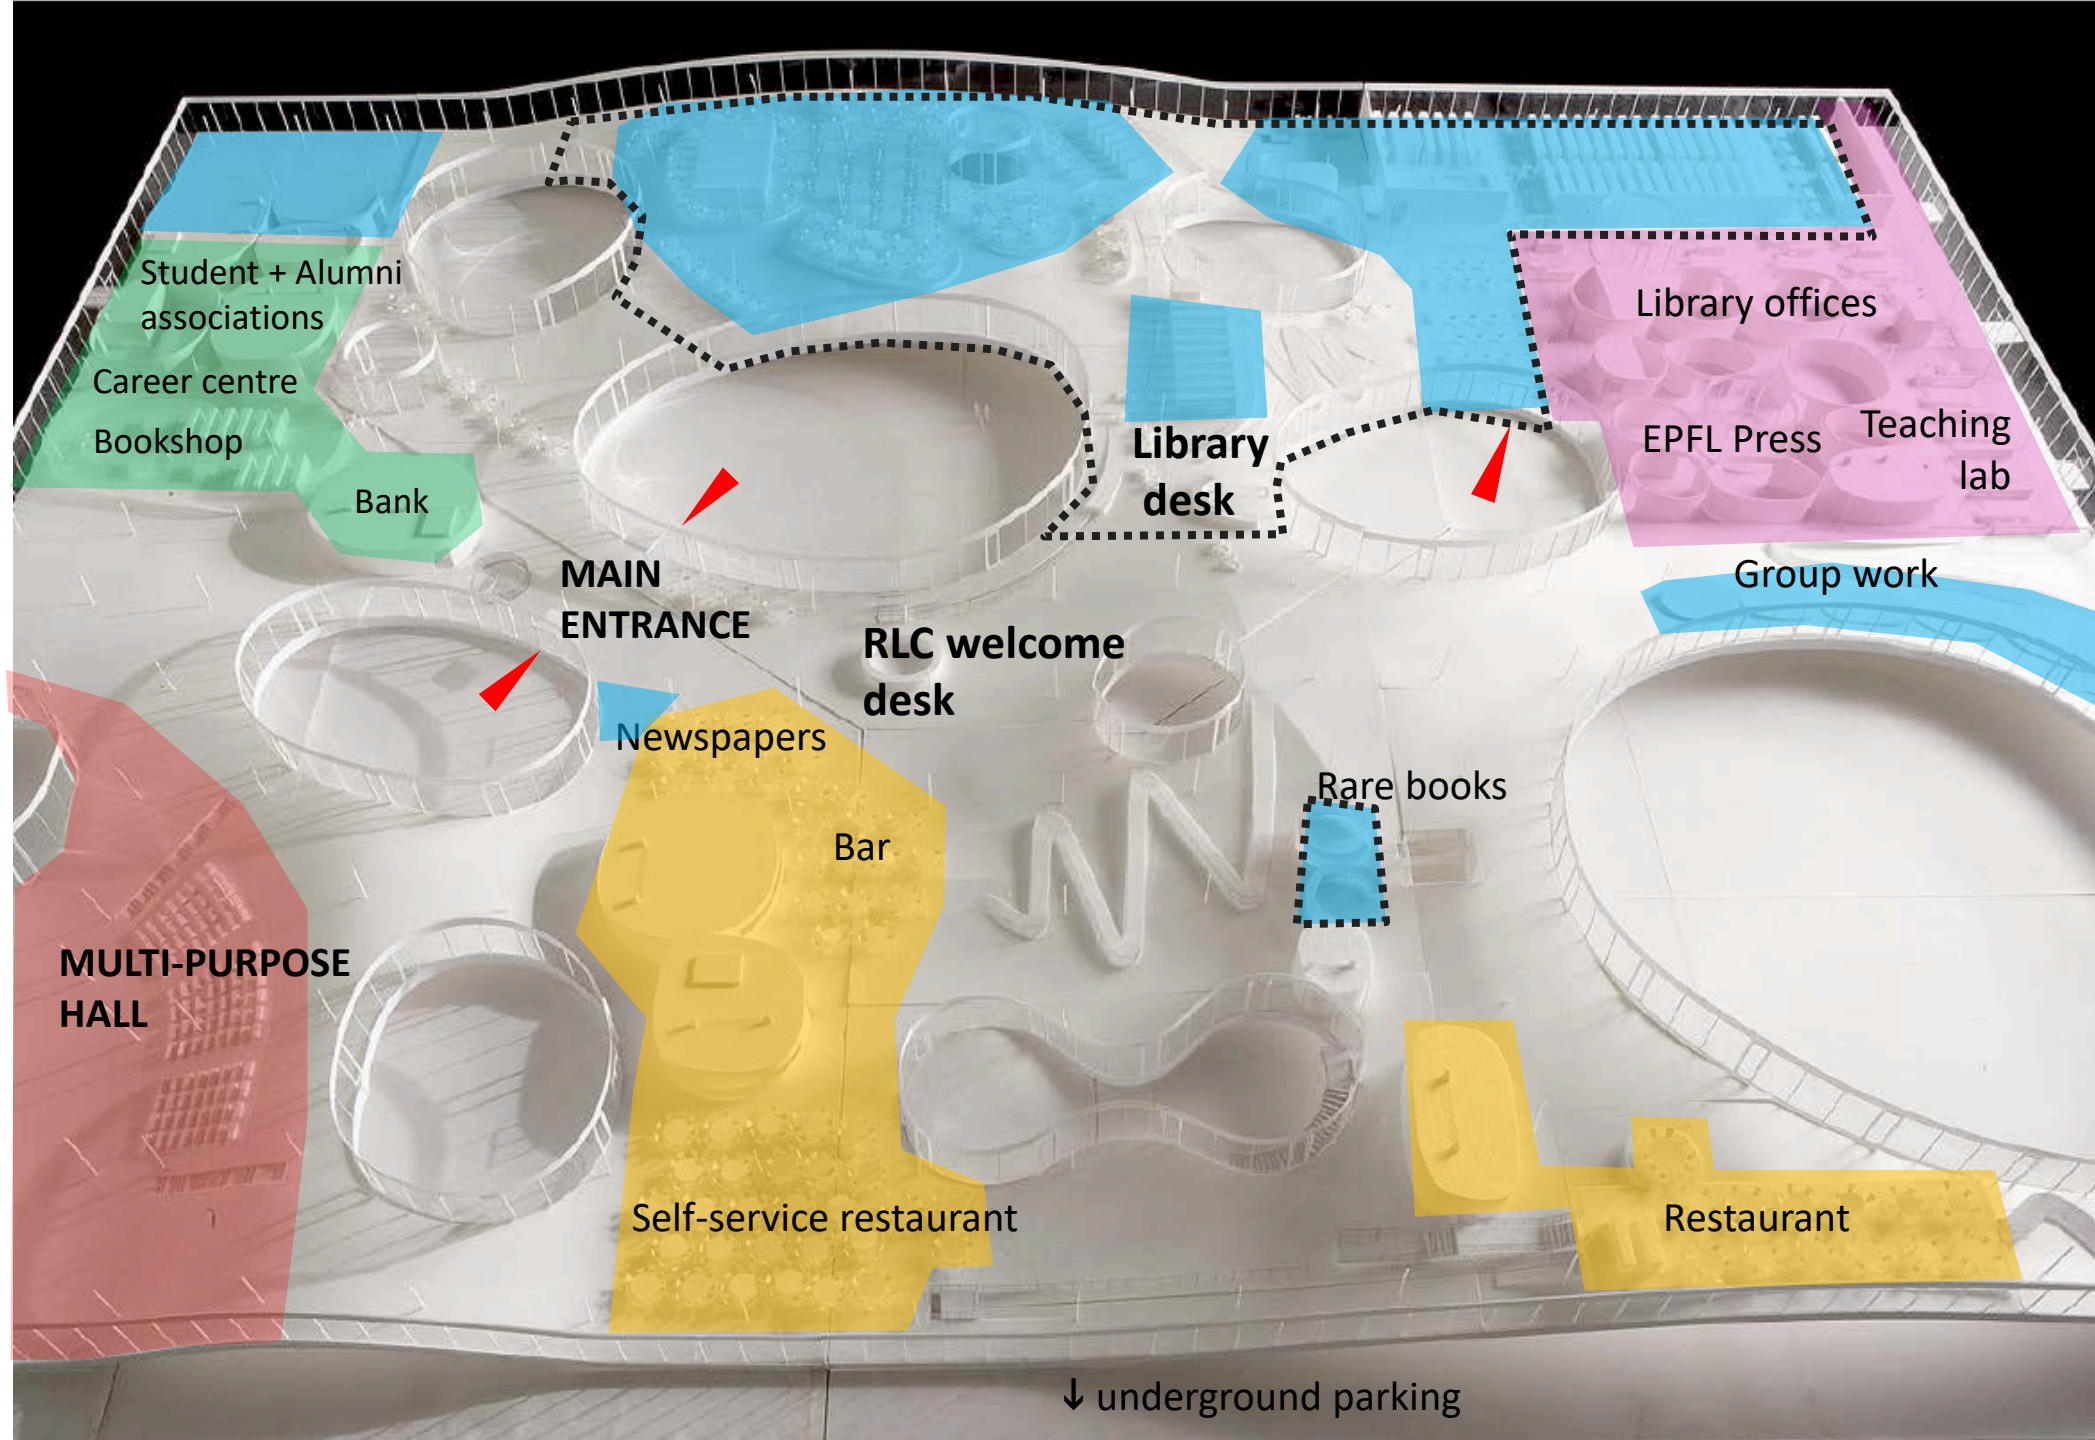 Student + Alumni
associations
Career centre
Bookshop
Bank
Library offices
EPFL Press
Teaching
lab
Library
desk
MAIN
ENTRANCE
Group work
RLC welcome
desk
Newspapers
Rare books
Bar
MULTI-PURPOSE
HALL
Self-service restaurant
Restaurant
↓ underground parking